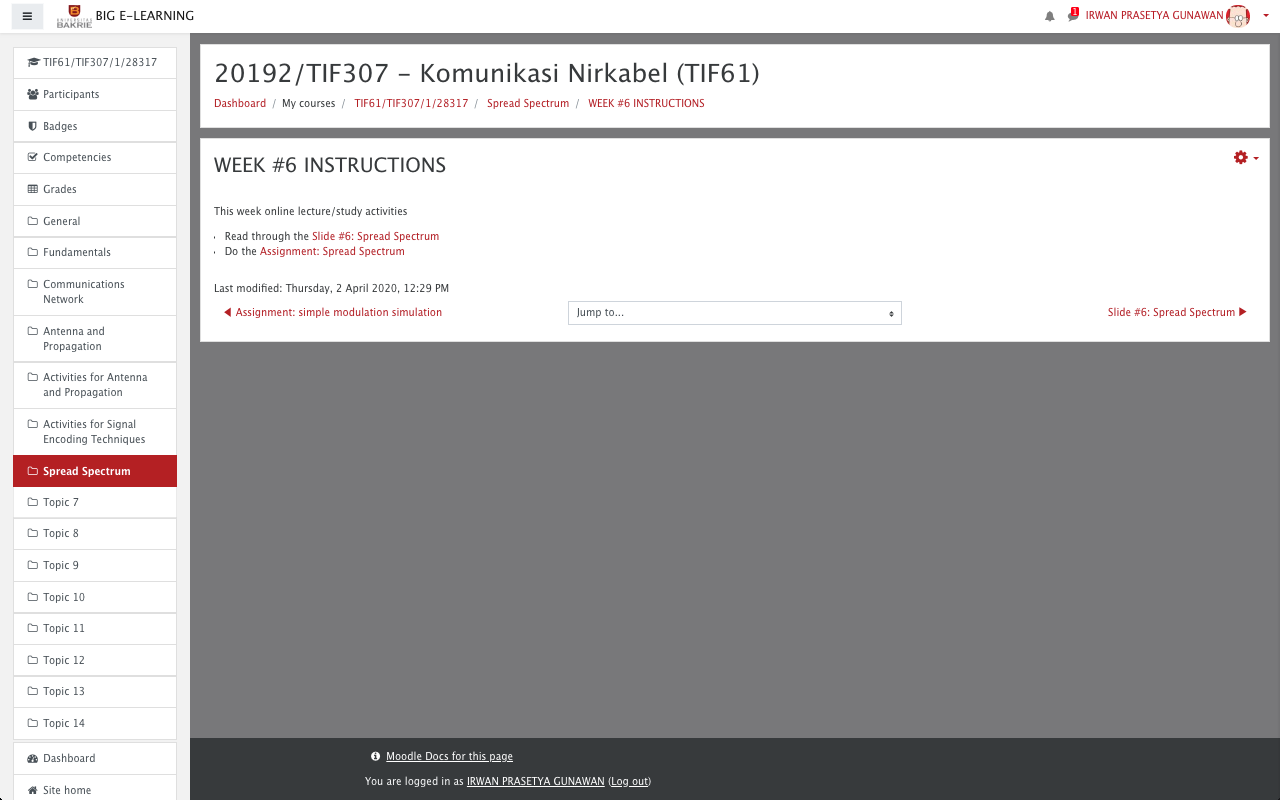 UNIVERSITAS
BAKRIE
BIG E-LEARNING
1
IRWAN PRASETYA GUNAWAN
TIF61/TIF307/1/28317
Participants
Badges
Competencies
Grades
General
Fundamentals
Communications
Network
Antenna and
Propagation
Activities for Antenna
and Propagation
Activities for Signal
Encoding Techniques
Spread Spectrum
Topic 7
Topic 8
Topic 9
Topic 10
Topic 11
Topic 12
Topic 13
Topic 14
Dashboard
Site home
20192/TIF307 – Komunikasi Nirkabel (TIF61)
Dashboard / My courses / TIF61/TIF307/1/28317 / Spread Spectrum / WEEK #6 INSTRUCTIONS
WEEK #6 INSTRUCTIONS
This week online lecture/study activities
· Read through the Slide #6: Spread Spectrum
· Do the Assignment: Spread Spectrum
Last modified: Thursday, 2 April 2020, 12:29 PM
◀ Assignment: simple modulation simulation
Jump to...
Slide #6: Spread Spectrum ▶
Moodle Docs for this page
You are logged in as IRWAN PRASETYA GUNAWAN (Log out)